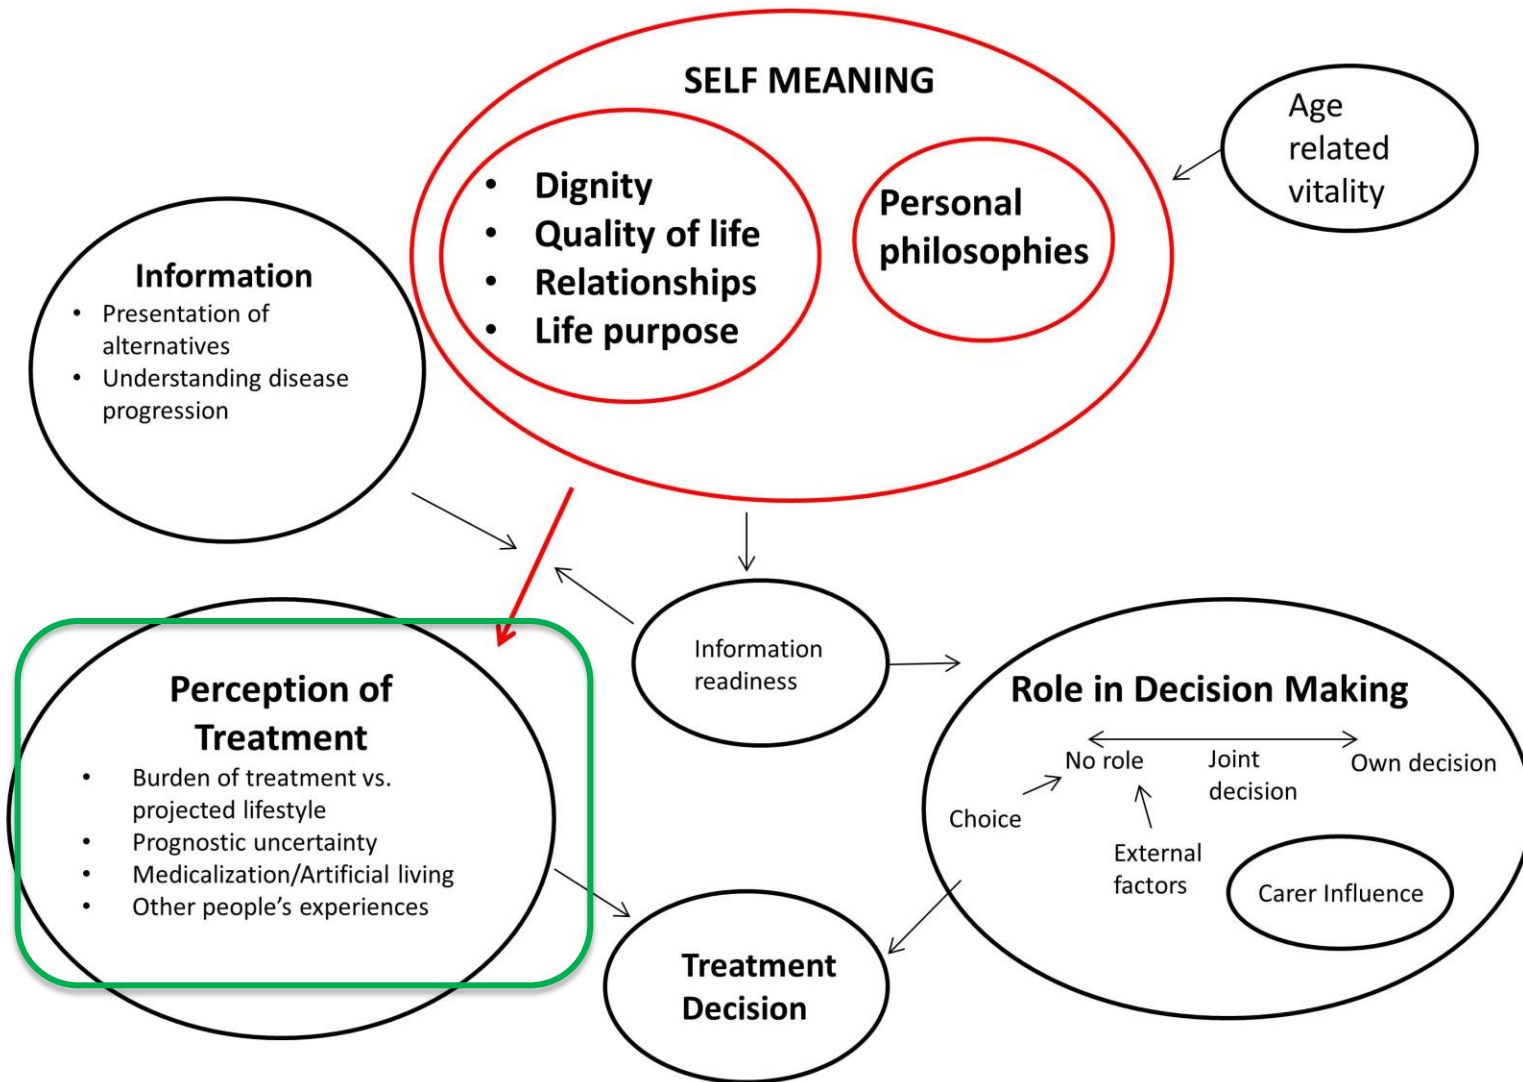 SELF MEANING
• Dignity
• Quality of life
• Relationships
• Life purpose
Personal
philosophies
Age
related
vitality
Information
• Presentation of
alternatives
• Understanding disease
progression
Information
readiness
Perception of
Treatment
• Burden of treatment vs.
projected lifestyle
• Prognostic uncertainty
• Medicalization/Artificial living
• Other people’s experiences
Role in Decision Making
No role
Joint
decision
Own decision
Choice
External
factors
Carer Influence
Treatment
Decision